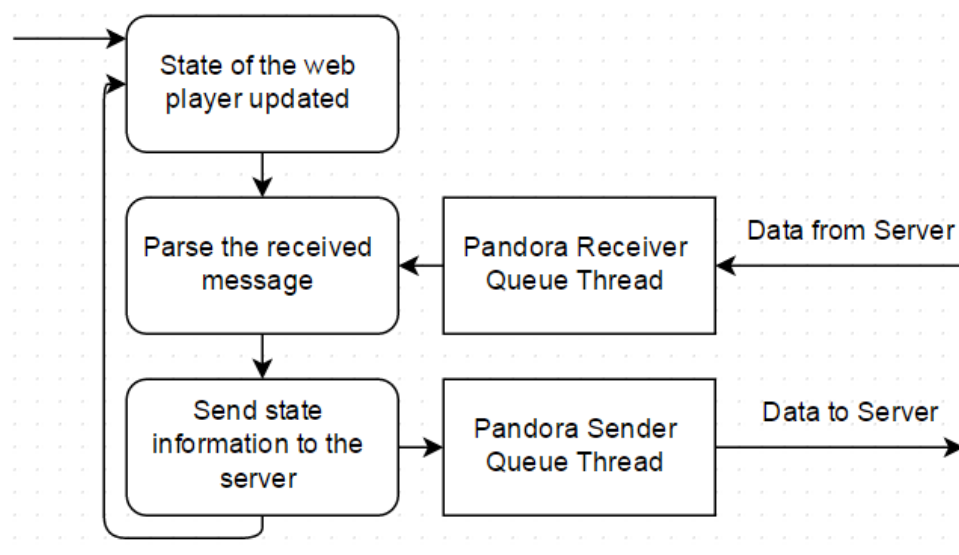 State of the web
player updated
Parse the received
message
Pandora Receiver
Queue Thread
Data from Server
Send state
information to the
server
Pandora Sender
Queue Thread
Data to Server